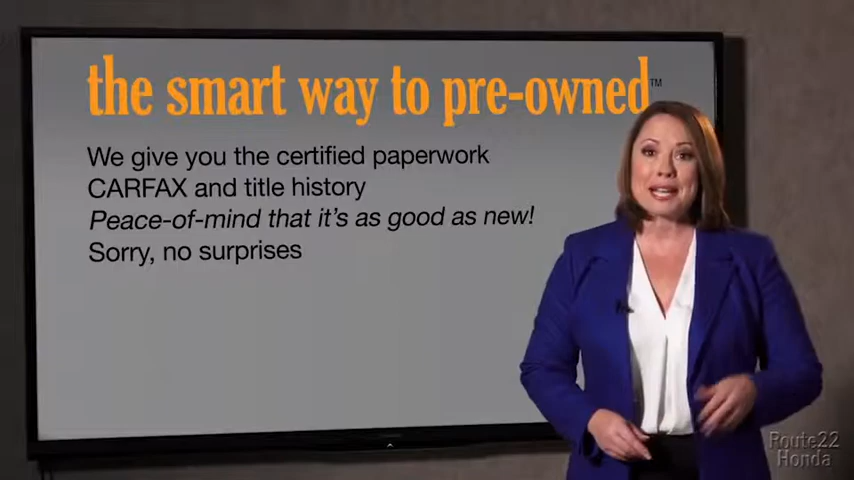 the smart way to pre-owned™
We give you the certified paperwork
CARFAX and title history
Peace-of-mind that it's as good as new!
Sorry, no surprises
Route22
Honda